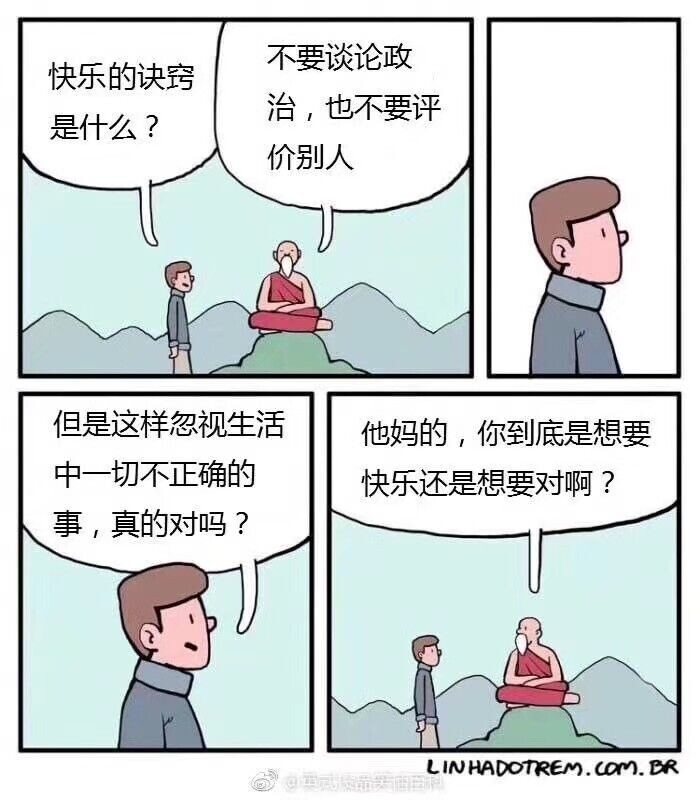 快乐的诀窍
是什么？
不要谈论政
治，也不要评
价别人
但是这样忽视生活
中一切不正确的
事，真的对吗？
他妈的，你到底是想要
快乐还是想要对啊？
LINHADOTREM.COM.BR